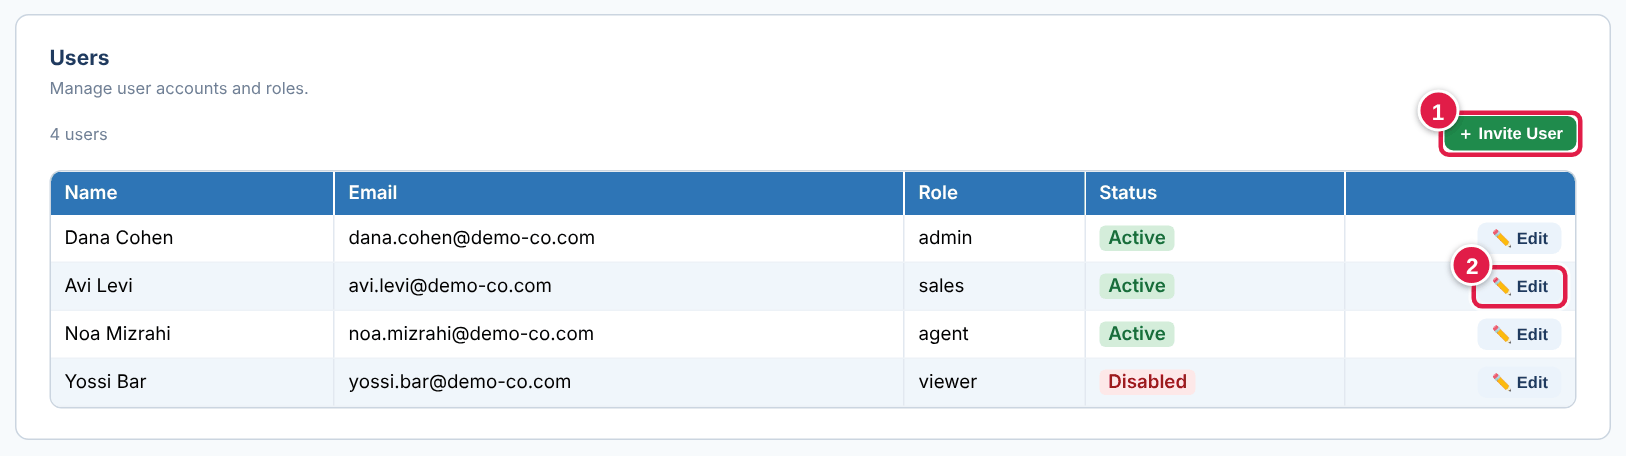 Users
Manage user accounts and roles.
4 users
1
+ Invite User
Name Email Role Status
Dana Cohen dana.cohen@demo-co.com admin Active ✏️ Edit
2
Avi Levi avi.levi@demo-co.com sales Active ✏️ Edit
Noa Mizrahi noa.mizrahi@demo-co.com agent Active ✏️ Edit
Yossi Bar yossi.bar@demo-co.com viewer Disabled ✏️ Edit